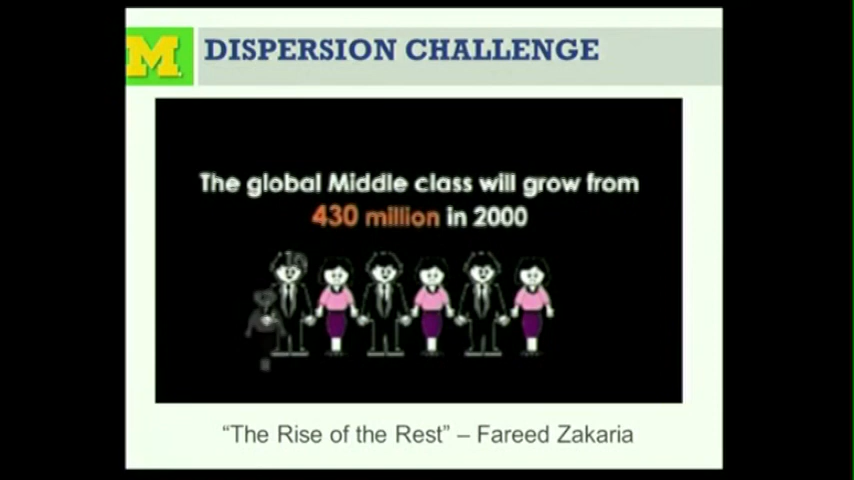 M
DISPERSION CHALLENGE
The global Middle class will grow from
430 million in 2000
“The Rise of the Rest” – Fareed Zakaria